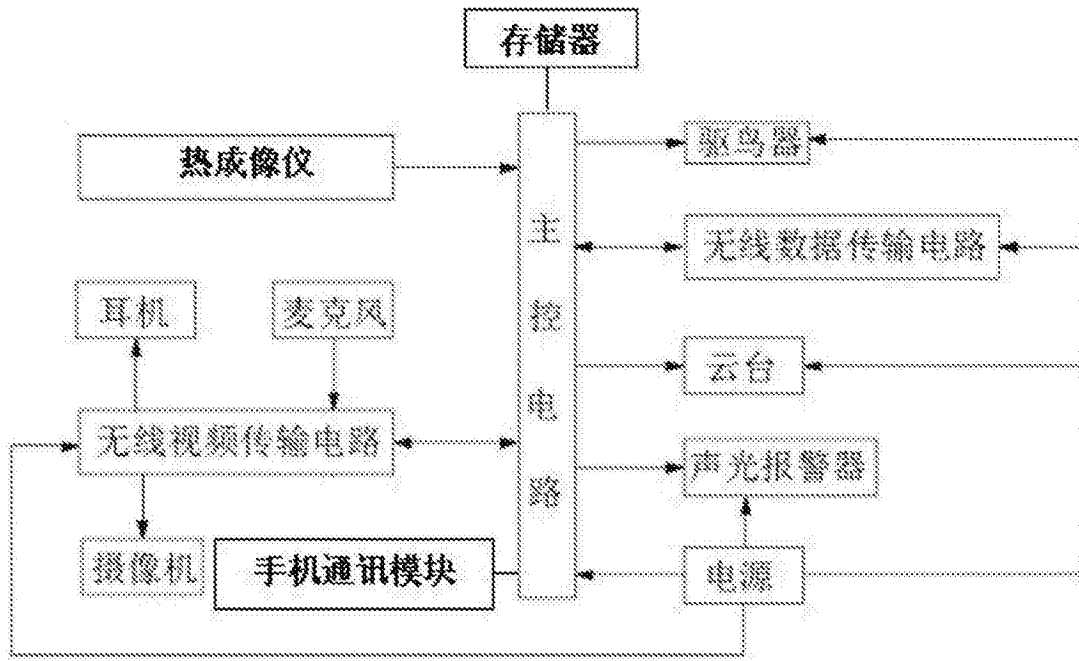 存储器
热成像仪
驱鸟器
主控电路
无线数据传输电路
耳机
麦克风
云台
无线视频传输电路
声光报警器
摄像机
手机通讯模块
电源